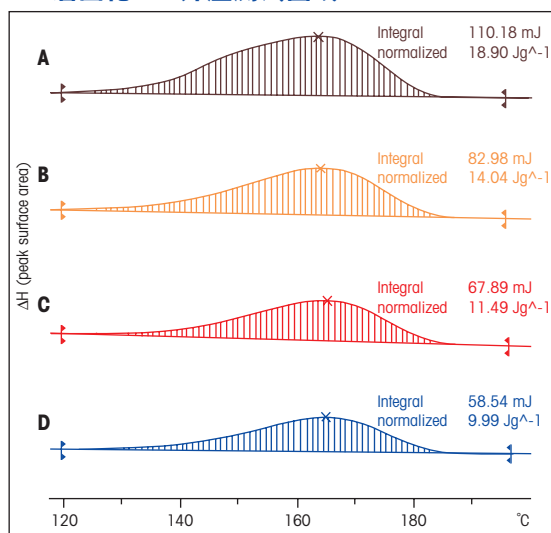 A
Integral 110.18 mJ
normalized 18.90 Jg^-1
B
Integral 82.98 mJ
normalized 14.04 Jg^-1
C
Integral 67.89 mJ
normalized 11.49 Jg^-1
D
Integral 58.54 mJ
normalized 9.99 Jg^-1
ΔH (peak surface area)
120 140 160 180 °C